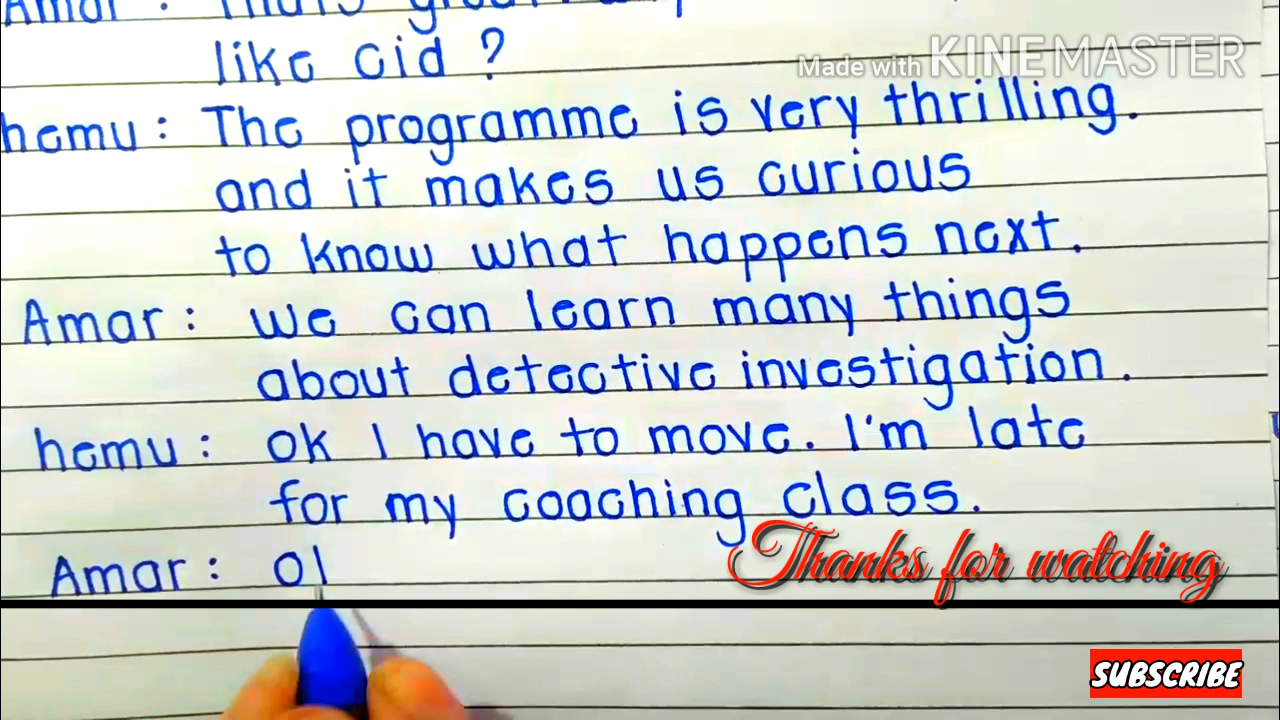 Amar :
like Cid ?
Made with KINEMASTER
hemu : The programme is very thrilling.
and it makes us curious
to know what happens next.
Amar : we can learn many things
about detective investigation.
hemu : Ok I have to move. I'm late
for my coaching class.
Amar : Ol
Thanks for watching
SUBSCRIBE